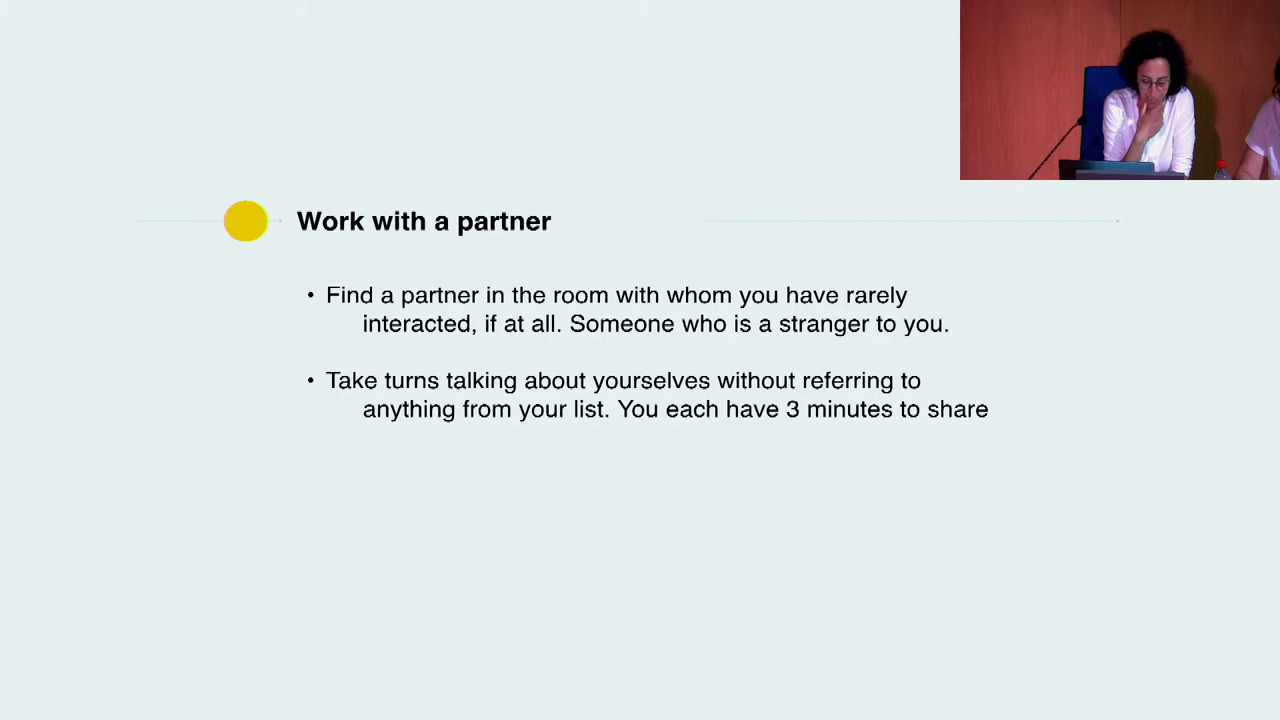 Work with a partner
• Find a partner in the room with whom you have rarely
interacted, if at all. Someone who is a stranger to you.
• Take turns talking about yourselves without referring to
anything from your list. You each have 3 minutes to share